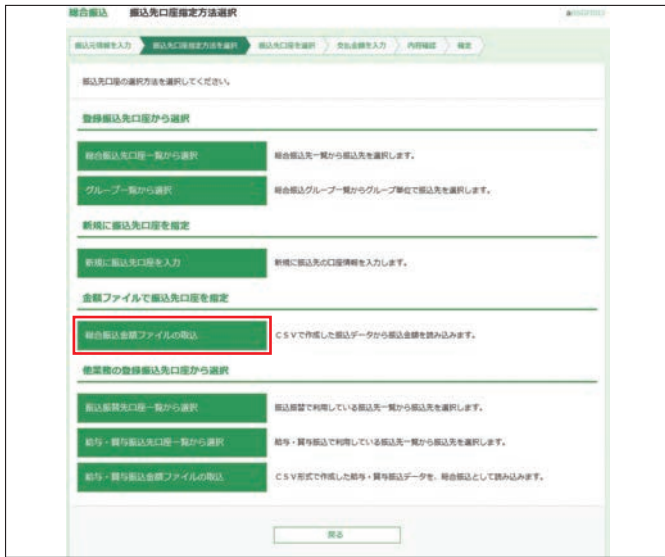 総合振込 振込先口座指定方法選択
振込元情報を入力 振込先口座指定方法を選択 振込先口座を選択 支払金額を入力 内容確認 確定
振込先口座の選択方法を選択してください。
登録振込先口座から選択
総合振込先口座一覧から選択 総合振込先一覧から振込先を選択します。
グループ一覧から選択 総合振込グループ一覧からグループ単位で振込先を選択します。
新規に振込先口座を指定
新規に振込先口座を入力 新規に振込先の口座情報を入力します。
金額ファイルで振込先口座を指定
総合振込金額ファイルの取込 CSVで作成した振込データから振込金額を読み込みます。
他業務の登録振込先口座から選択
振込振替先口座一覧から選択 振込振替で利用している振込先一覧から振込先を選択します。
給与・賞与振込先口座一覧から選択 給与・賞与振込で利用している振込先一覧から振込先を選択します。
給与・賞与振込金額ファイルの取込 CSV形式で作成した給与・賞与振込データを、総合振込として読み込みます。
戻る